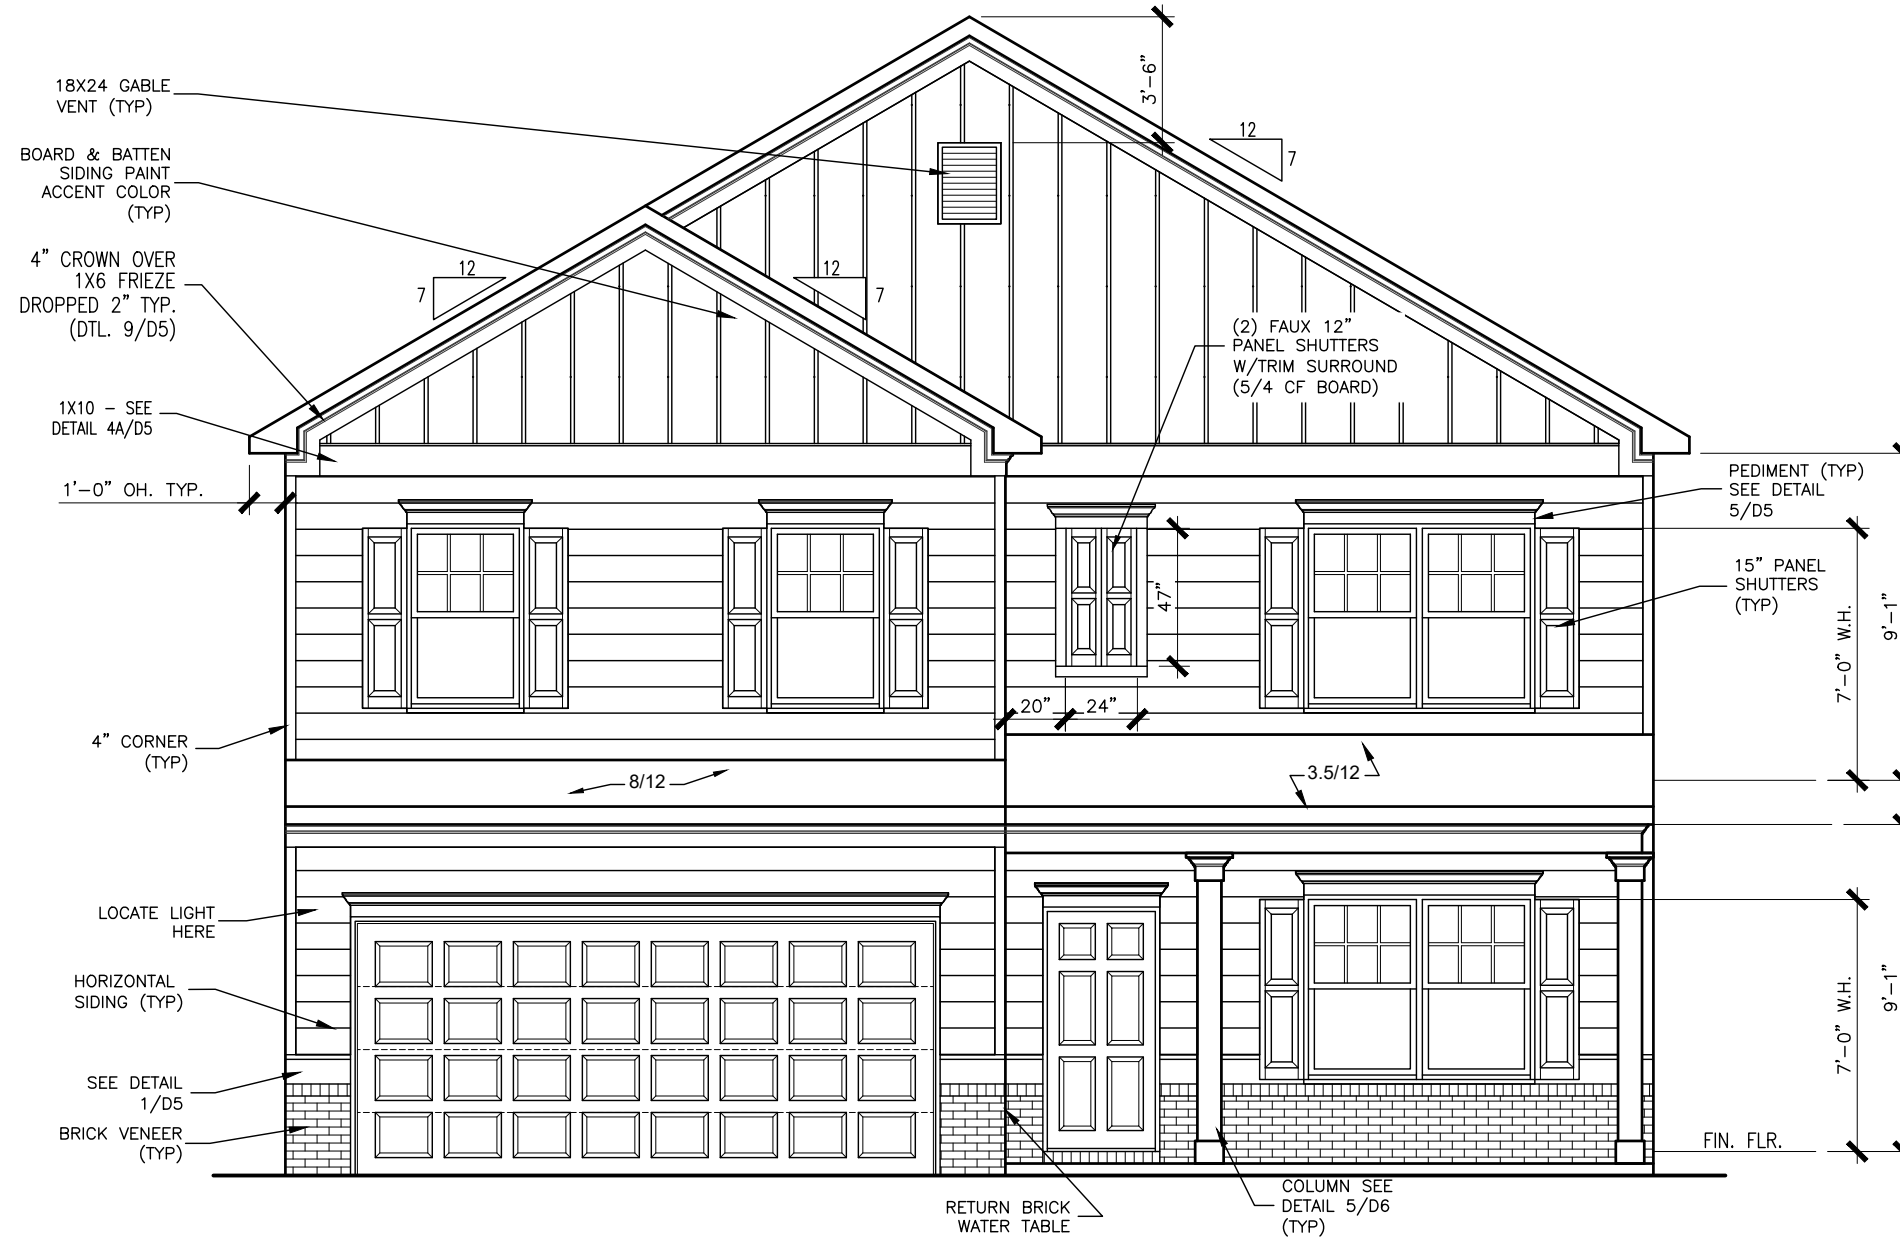 3'-6"
18X24 GABLE
VENT (TYP)
12
7
BOARD & BATTEN
SIDING PAINT
ACCENT COLOR
(TYP)
4" CROWN OVER
1X6 FRIEZE
DROPPED 2" TYP.
(DTL. 9/D5)
12
7
12
7
(2) FAUX 12"
PANEL SHUTTERS
W/TRIM SURROUND
(5/4 CF BOARD)
1X10 - SEE
DETAIL 4A/D5
1'-0" OH. TYP.
PEDIMENT (TYP)
SEE DETAIL
5/D5
15" PANEL
SHUTTERS
(TYP)
47"
7'-0" W.H.
9'-1"
20"
24"
4" CORNER
(TYP)
8/12
3.5/12
LOCATE LIGHT
HERE
HORIZONTAL
SIDING (TYP)
7'-0" W.H.
9'-1"
SEE DETAIL
1/D5
BRICK VENEER
(TYP)
FIN. FLR.
RETURN BRICK
WATER TABLE
COLUMN SEE
DETAIL 5/D6
(TYP)